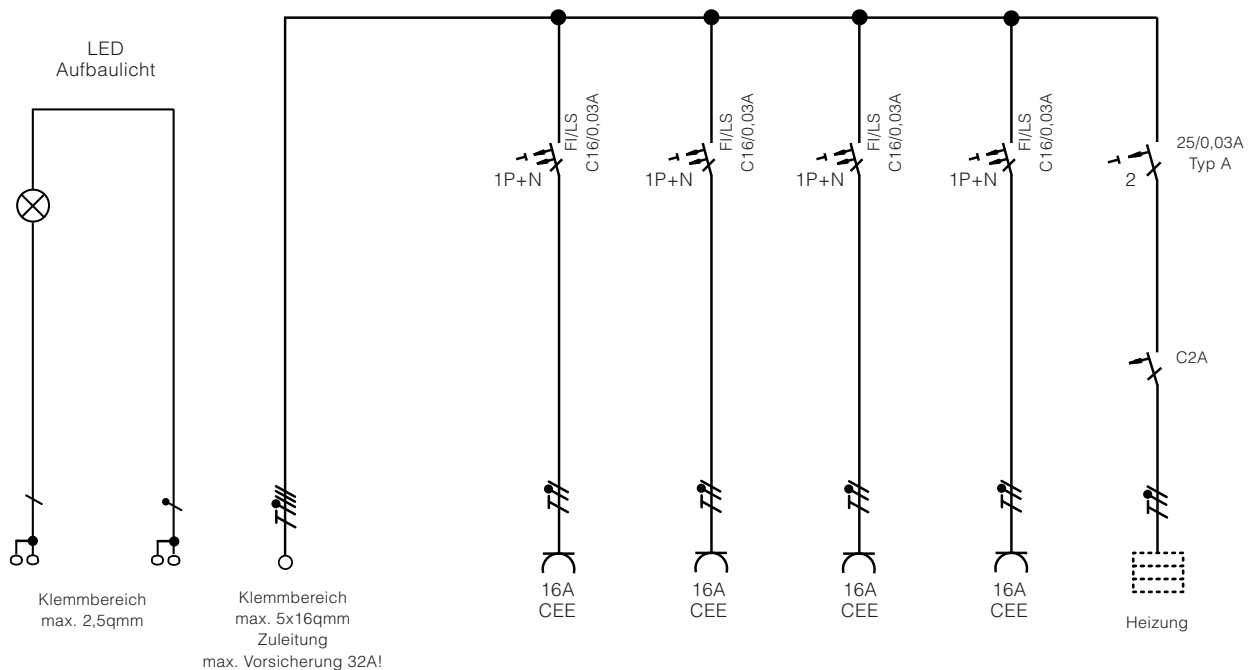 LED
Aufbaulicht
FI/LS
C16/0,03A
1P+N
FI/LS
C16/0,03A
1P+N
FI/LS
C16/0,03A
1P+N
FI/LS
C16/0,03A
1P+N
25/0,03A
Typ A
2
C2A
Klemmbereich
max. 2,5qmm
Klemmbereich
max. 5x16qmm
Zuleitung
max. Vorsicherung 32A!
16A
CEE
16A
CEE
16A
CEE
16A
CEE
Heizung